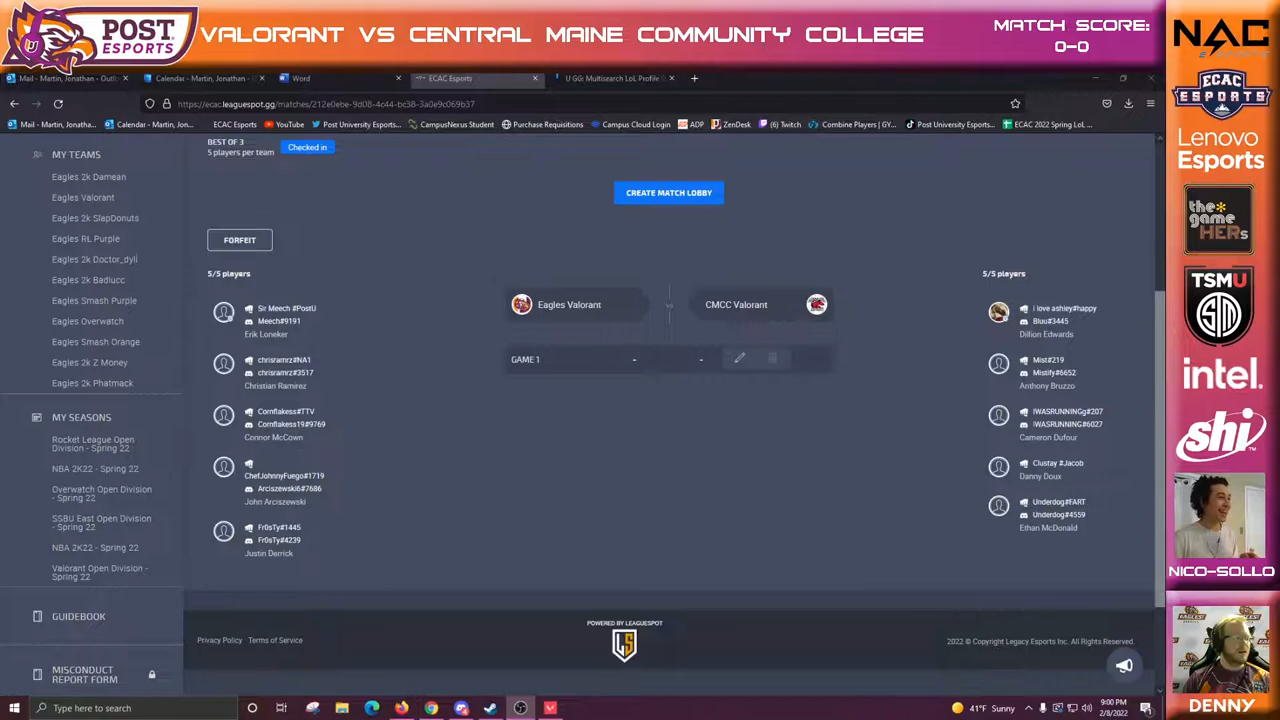 POST
ESPORTS
VALORANT VS CENTRAL MAINE COMMUNITY COLLEGE
MATCH SCORE:
0-0
NAC
ESPORTS
ECAC
ESPORTS
Lenovo
Esports
the*
game
HERs
TSMU
intel.
shi
NICO-SOLLO
DENNY
Mail - Martin, Jonathan - Outlo
Calendar - Martin, Jonathan -
Word
ECAC Esports
U GG: Multisearch LoL Profile
https://ecac.leaguespot.gg/matches/212e0ebe-9d08-4c44-bc38-3a0e9c069b37
Mail - Martin, Jonatha...
Calendar - Martin, Jon...
ECAC Esports
YouTube
Post University Esports...
CampusNexus Student
Purchase Requisitions
Campus Cloud Login
ADP
ZenDesk
(6) Twitch
Combine Players | GY...
Post University Esports...
ECAC 2022 Spring LoL ...
MY TEAMS
Eagles 2k Damean
Eagles Valorant
Eagles 2k SlapDonuts
Eagles RL Purple
Eagles 2k Doctor_dyli
Eagles 2k Badlucc
Eagles Smash Purple
Eagles Overwatch
Eagles Smash Orange
Eagles 2k Z Money
Eagles 2k Phatmack
MY SEASONS
Rocket League Open
Division - Spring 22
NBA 2K22 - Spring 22
Overwatch Open Division
- Spring 22
SSBU East Open Division
- Spring 22
NBA 2K22 - Spring 22
Valorant Open Division -
Spring 22
GUIDEBOOK
MISCONDUCT
REPORT FORM
BEST OF 3
5 players per team
Checked in
CREATE MATCH LOBBY
FORFEIT
5/5 players
Sir Meech #PostU
Meech#9191
Erik Loneker
chrisramrz#NA1
chrisramrz#3517
Christian Ramirez
Cornflakess#TTV
Cornflakess19#9769
Connor McCown
ChefJohnnyFuego#1719
Arciszewski6#7686
John Arciszewski
Fr0sTy#1445
Fr0sTy#4239
Justin Derrick
Eagles Valorant
VS
CMCC Valorant
GAME 1
-
-
5/5 players
I love ashley#happy
Bluu#3445
Dillion Edwards
Mist#219
Mistify#6652
Anthony Bruzzo
IWASRUNNINGg#207
IWASRUNNING#6027
Cameron Dufour
Clustay #Jacob
Danny Doux
Underdog#FART
Underdog#4559
Ethan McDonald
POWERED BY LEAGUESPOT
LS
Privacy Policy
Terms of Service
2022 © Copyright Legacy Esports Inc. All Rights Reserved.
Type here to search
41°F Sunny
9:00 PM
2/8/2022